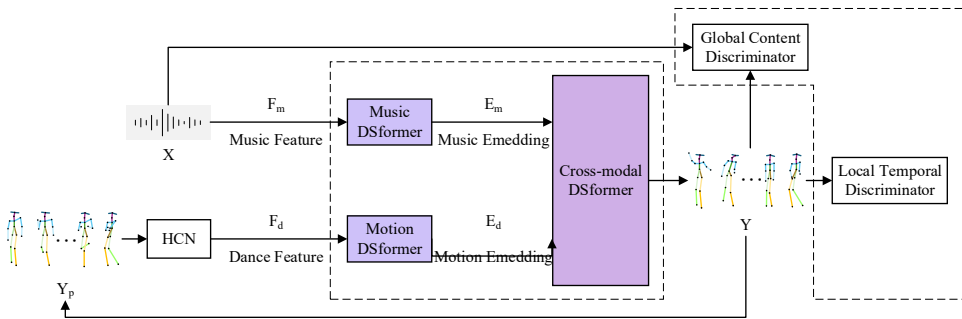 Global Content
Discriminator
F_m
Music
DSformer
E_m
Music Feature
Music Emedding
X
Cross-modal
DSformer
Local Temporal
Discriminator
HCN
F_d
Motion
DSformer
E_d
Dance Feature
Motion Emedding
Y
Y_p